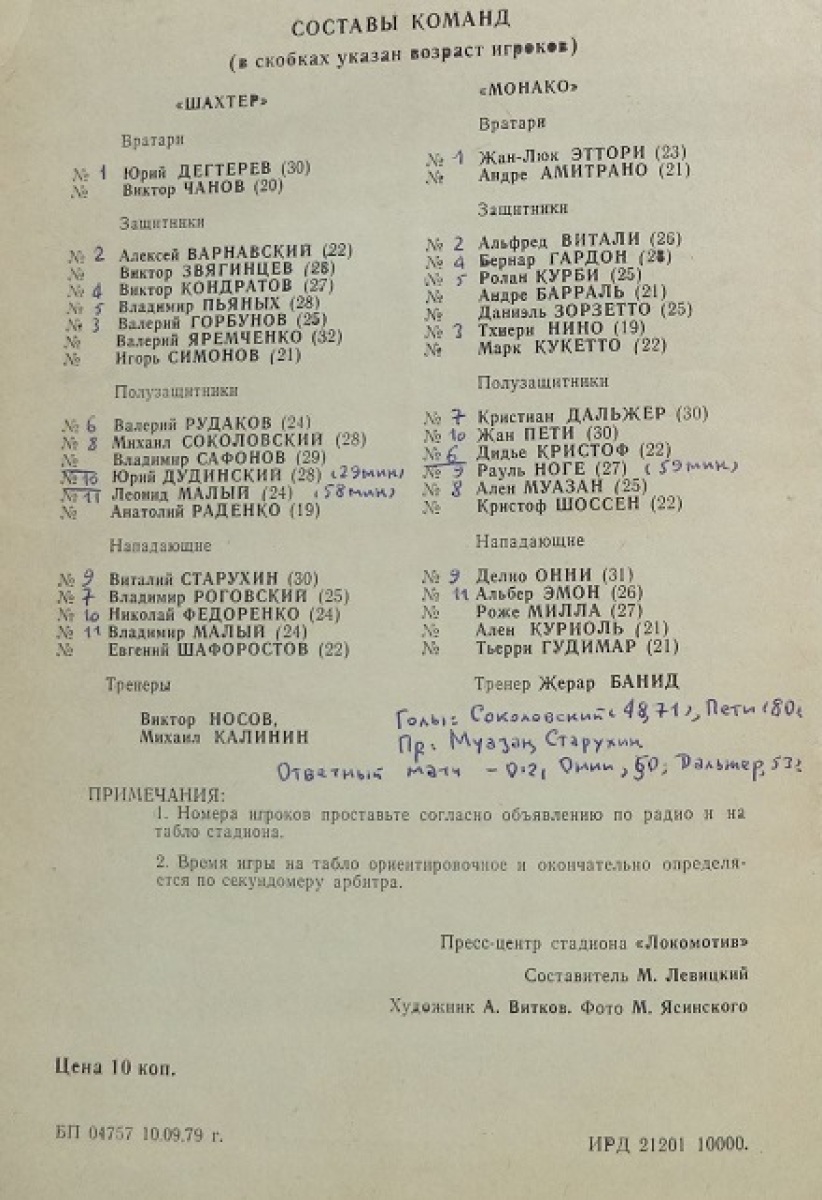 СОСТАВЫ КОМАНД
(в скобках указан возраст игроков)
«ШАХТЕР»
Вратари
№ 1 Юрий ДЕГТЕРЕВ (30)
№ Виктор ЧАНОВ (20)
Защитники
№ 2 Алексей ВАРНАВСКИЙ (22)
№ Виктор ЗВЯГИНЦЕВ (28)
№ 4 Виктор КОНДРАТОВ (27)
№ 5 Владимир ПЬЯНЫХ (28)
№ 3 Валерий ГОРБУНОВ (25)
№ Валерий ЯРЕМЧЕНКО (32)
№ Игорь СИМОНОВ (21)
Полузащитники
№ 6 Валерий РУДАКОВ (24)
№ 8 Михаил СОКОЛОВСКИЙ (28)
№ Владимир САФОНОВ (29)
№ 10 Юрий ДУДИНСКИЙ (28) (29 мин)
№ 11 Леонид МАЛЫЙ (24) (58 мин)
№ Анатолий РАДЕНКО (19)
Нападающие
№ 9 Виталий СТАРУХИН (30)
№ 7 Владимир РОГОВСКИЙ (25)
№ 10 Николай ФЕДОРЕНКО (24)
№ 11 Владимир МАЛЫЙ (24)
№ Евгений ШАФОРОСТОВ (22)
Тренеры
Виктор НОСОВ,
Михаил КАЛИНИН
«МОНАКО»
Вратари
№ 1 Жан-Люк ЭТТОРИ (23)
№ Андре АМИТРАНО (21)
Защитники
№ 2 Альфред ВИТАЛИ (26)
№ 4 Бернар ГАРДОН (28)
№ 5 Ролан КУРБИ (25)
№ Андре БАРРАЛЬ (21)
№ Даниэль ЗОРЗЕТТО (25)
№ 3 Тхиери НИНО (19)
№ Марк КУКЕТТО (22)
Полузащитники
№ 7 Кристиан ДАЛЬЖЕР (30)
№ 10 Жан ПЕТИ (30)
№ 6 Дидье КРИСТОФ (22)
№ 9 Рауль НОГЕ (27) (59 мин)
№ 8 Ален МУАЗАН (25)
№ Кристоф ШОССЕН (22)
Нападающие
№ 9 Делио ОННИ (31)
№ 11 Альбер ЭМОН (26)
№ Роже МИЛЛА (27)
№ Ален КУРИОЛЬ (21)
№ Тьерри ГУДИМАР (21)
Тренер Жерар БАНИД
Голы: Соколовский (48, 71), Пети (80)
Пр: Муазан, Старухин
Ответный матч - 0:2, Онни, 50; Дальжер, 53
ПРИМЕЧАНИЯ:
1. Номера игроков проставьте согласно объявлению по радио и на
табло стадиона.
2. Время игры на табло ориентировочное и окончательно определя-
ется по секундомеру арбитра.
Пресс-центр стадиона «Локомотив»
Составитель М. Левицкий
Художник А. Витков. Фото М. Ясинского
Цена 10 коп.
БП 04757 10.09.79 г.
ИРД 21201 10000.